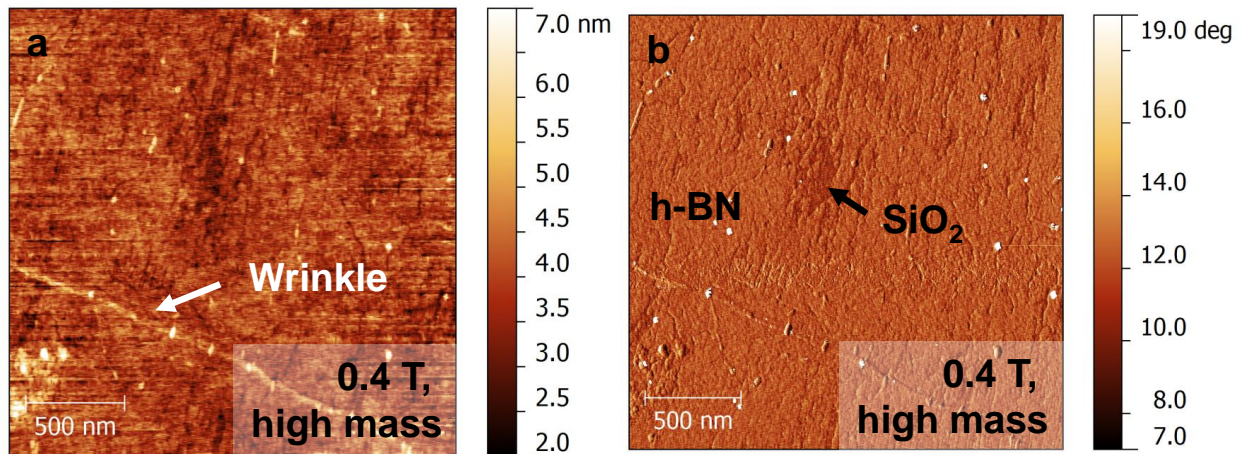 a
7.0 nm
6.0
5.5
5.0
4.5
4.0
3.5
3.0
2.5
2.0
Wrinkle
0.4 T,
high mass
500 nm
b
19.0 deg
16.0
14.0
12.0
10.0
8.0
7.0
h-BN
SiO₂
0.4 T,
high mass
500 nm